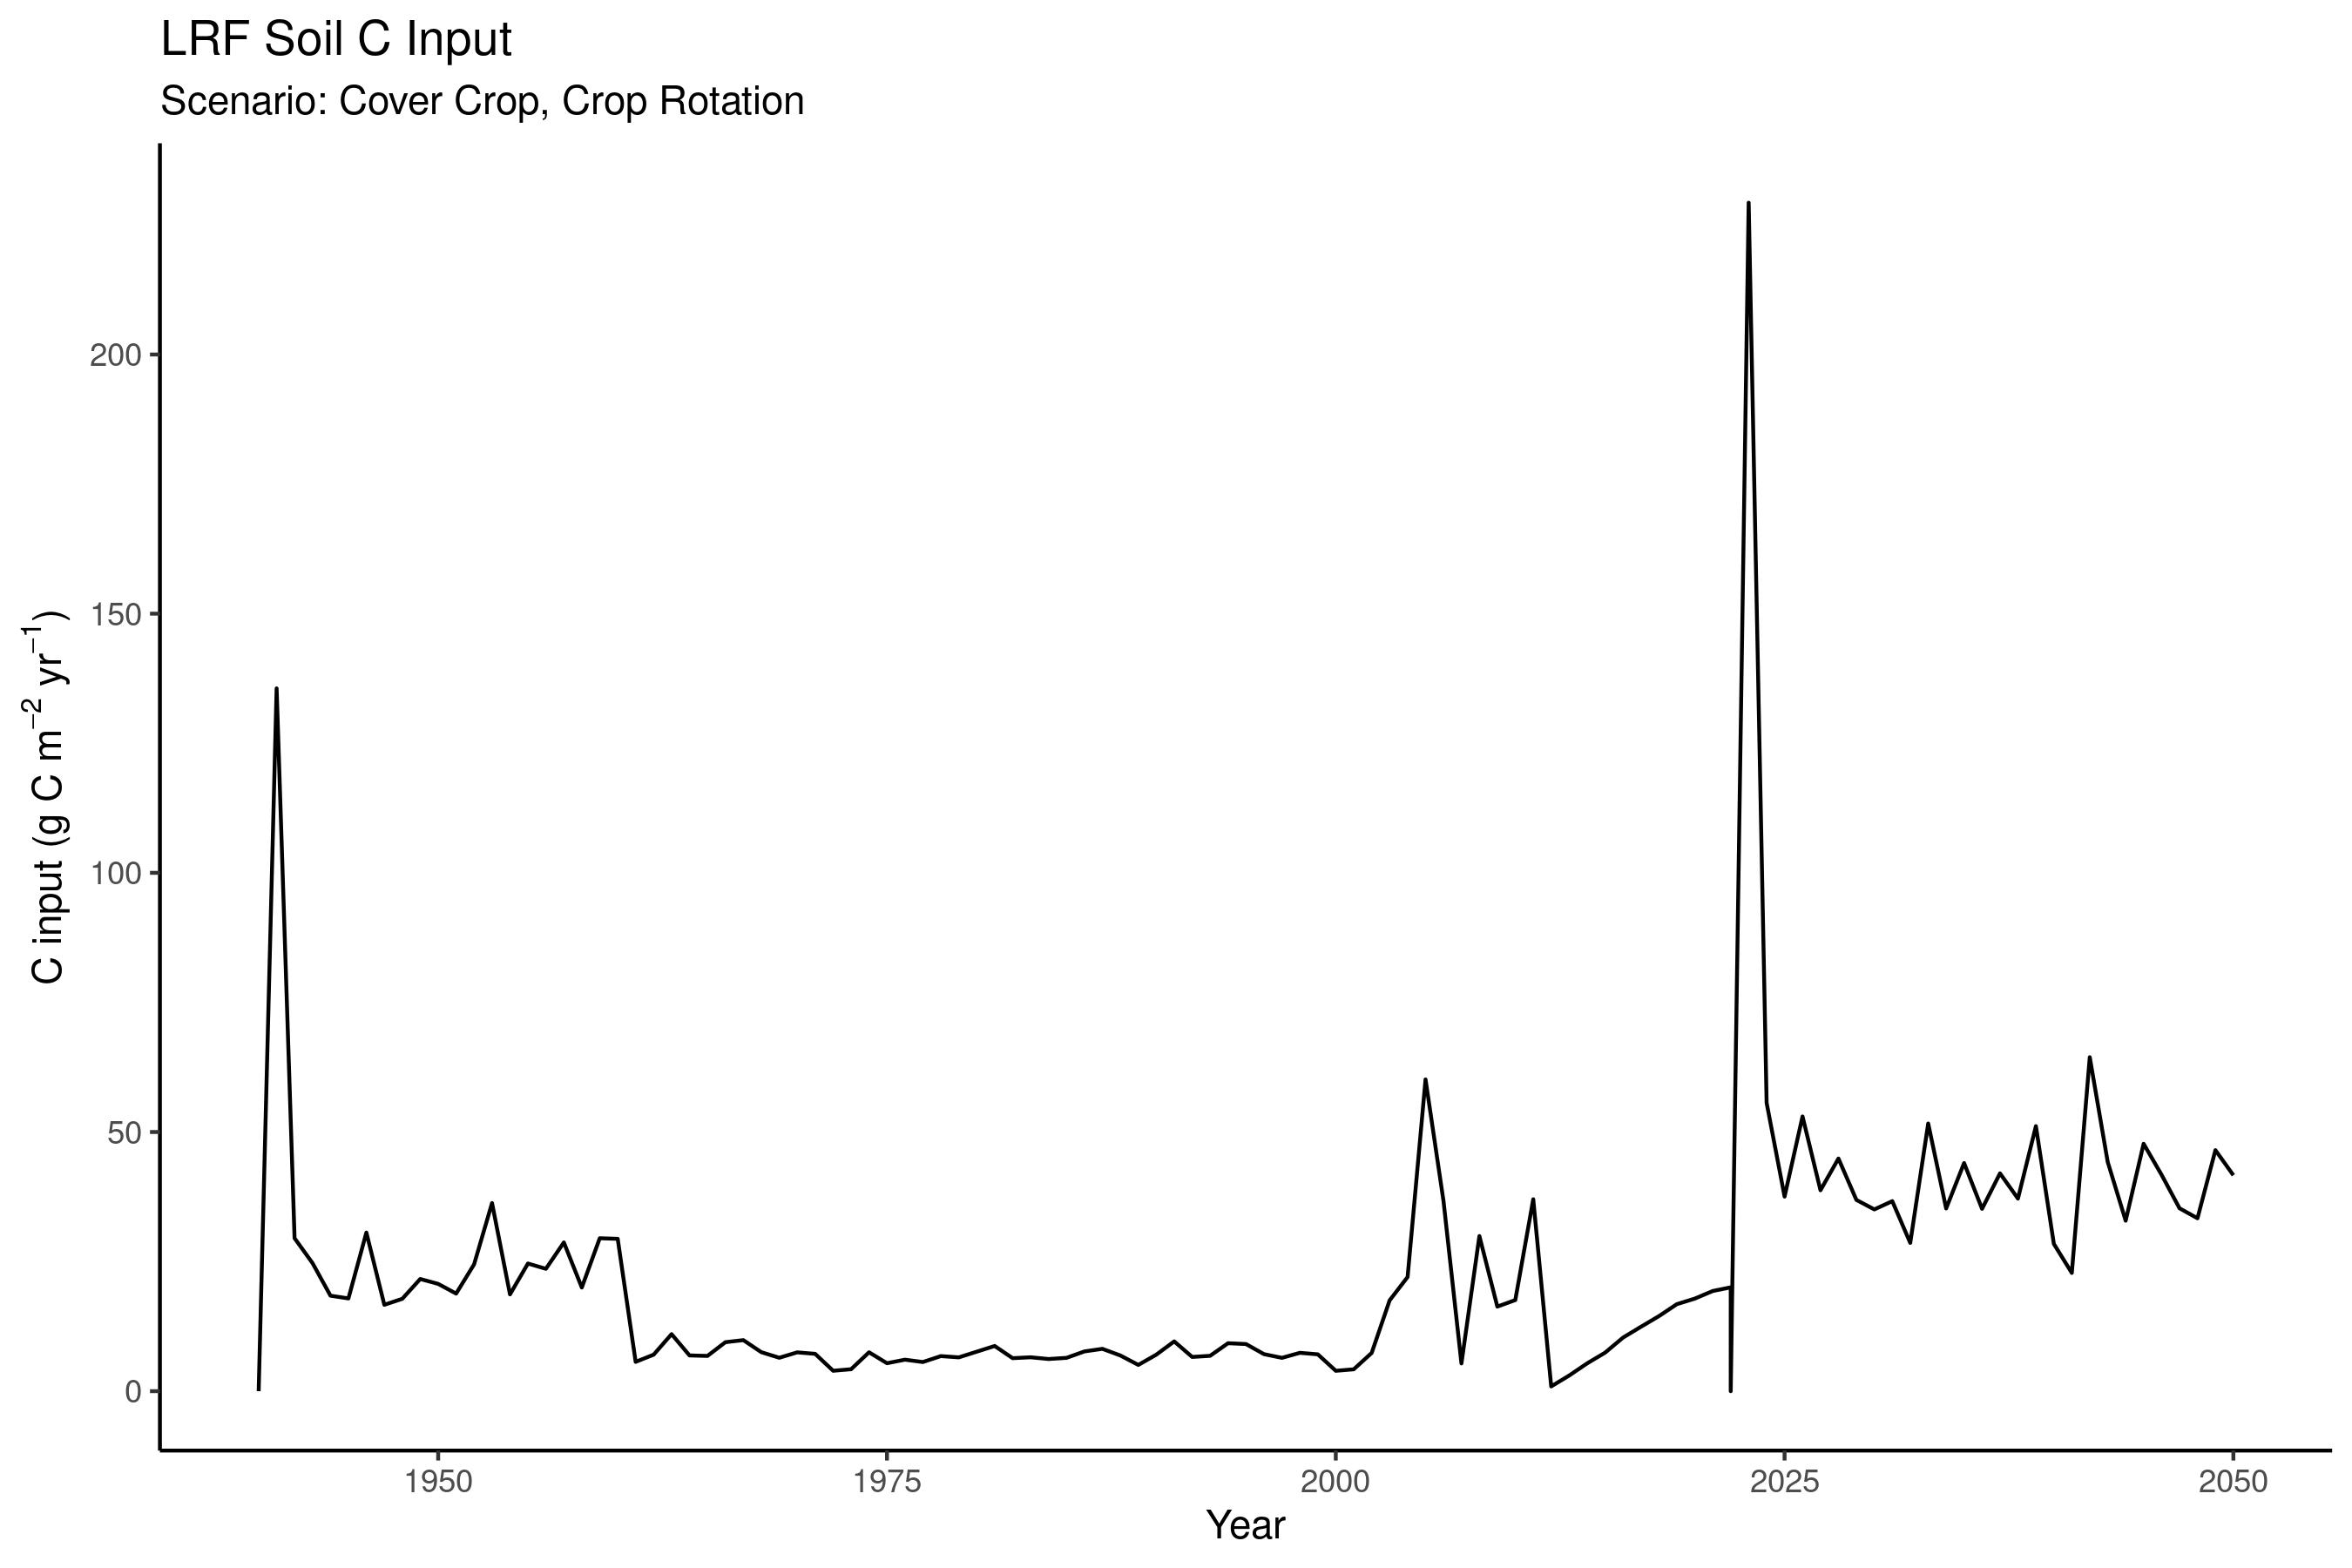 LRF Soil C Input
Scenario: Cover Crop, Crop Rotation
C input (g C m⁻² yr⁻¹)
200
150
100
50
0
1950 1975 2000 2025 2050
Year